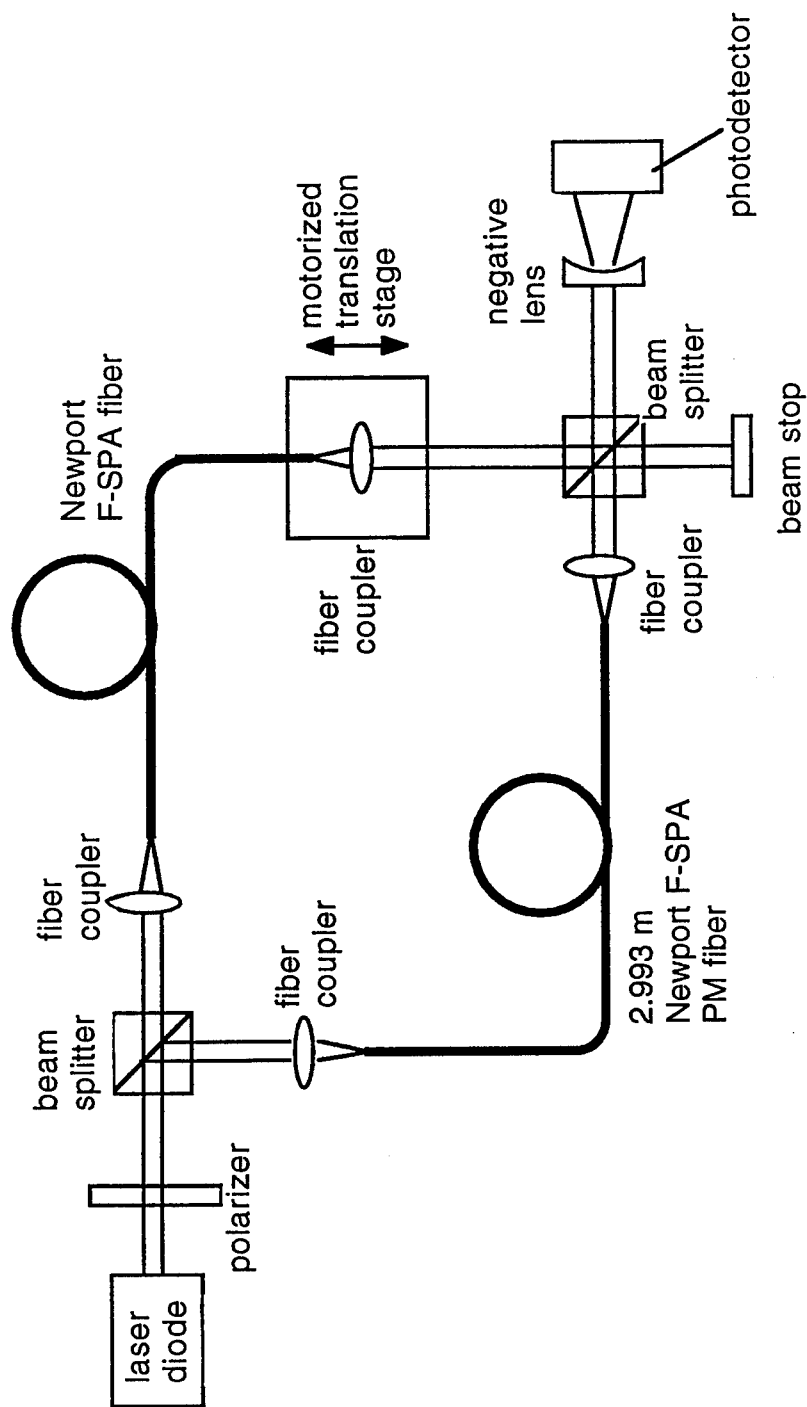 laser
diode
polarizer
beam
splitter
fiber
coupler
fiber
coupler
Newport
F-SPA fiber
motorized
translation
stage
fiber
coupler
2.993 m
Newport F-SPA
PM fiber
fiber
coupler
beam
splitter
beam stop
negative
lens
photodetector